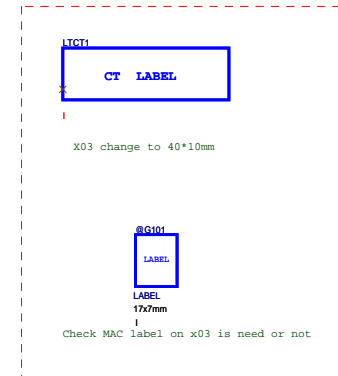 LTCT1
CT LABEL
I
X03 change to 40*10mm
@G101
LABEL
LABEL
17x7mm
I
Check MAC label on x03 is need or not